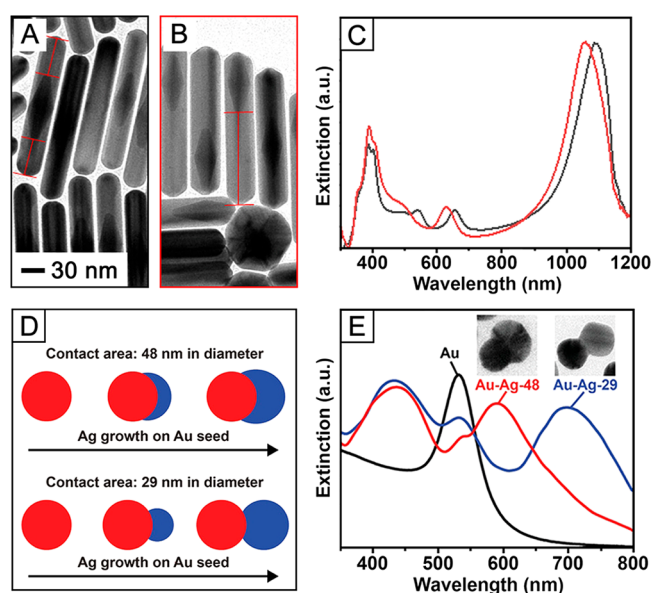 A
B
30 nm
C
Extinction (a.u.)
400 600 800 1000 1200
Wavelength (nm)
D
Contact area: 48 nm in diameter
Ag growth on Au seed
Contact area: 29 nm in diameter
Ag growth on Au seed
E
Au
Au-Ag-48
Au-Ag-29
Extinction (a.u.)
400 500 600 700 800
Wavelength (nm)